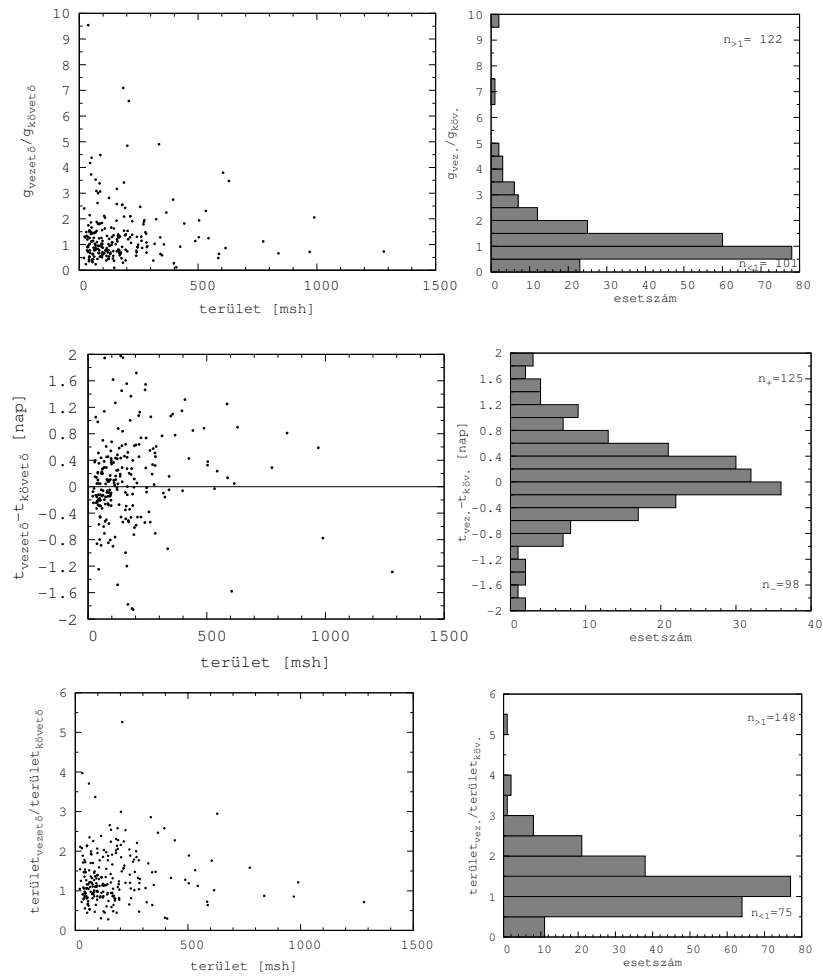 10
9
8
7
6
5
4
3
2
1
0
g_vezető/g_követő
0 500 1000 1500
terület [msh]
10
9
8
7
6
5
4
3
2
1
0
g_vez./g_köv.
n_>1= 122
n_<1= 101
0 10 20 30 40 50 60 70 80
esetszám
2
1.6
1.2
0.8
0.4
0
−0.4
−0.8
−1.2
−1.6
−2
t_vezető−t_követő [nap]
0 500 1000 1500
terület [msh]
2
1.6
1.2
0.8
0.4
0
−0.4
−0.8
−1.2
−1.6
−2
t_vez.−t_köv. [nap]
n_+=125
n_−=98
0 10 20 30 40
esetszám
6
5
4
3
2
1
0
terület_vezető/terület_követő
0 500 1000 1500
terület [msh]
6
5
4
3
2
1
0
terület_vez./terület_köv.
n_>1=148
n_<1=75
0 10 20 30 40 50 60 70 80
esetszám